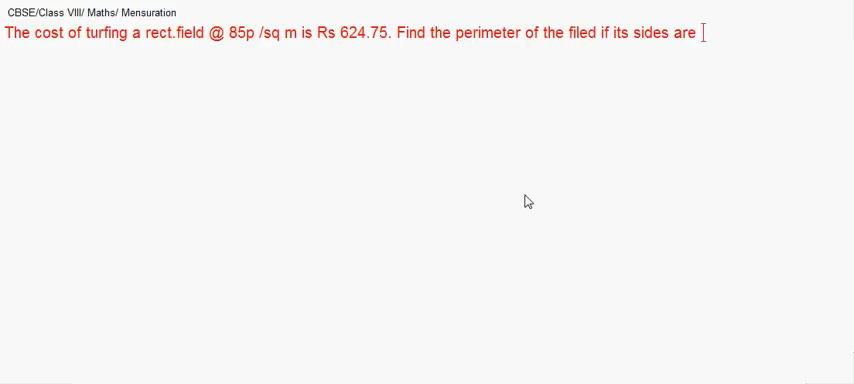 CBSE/Class VIII/ Maths/ Mensuration
The cost of turfing a rect.field @ 85p /sq m is Rs 624.75. Find the perimeter of the filed if its sides are